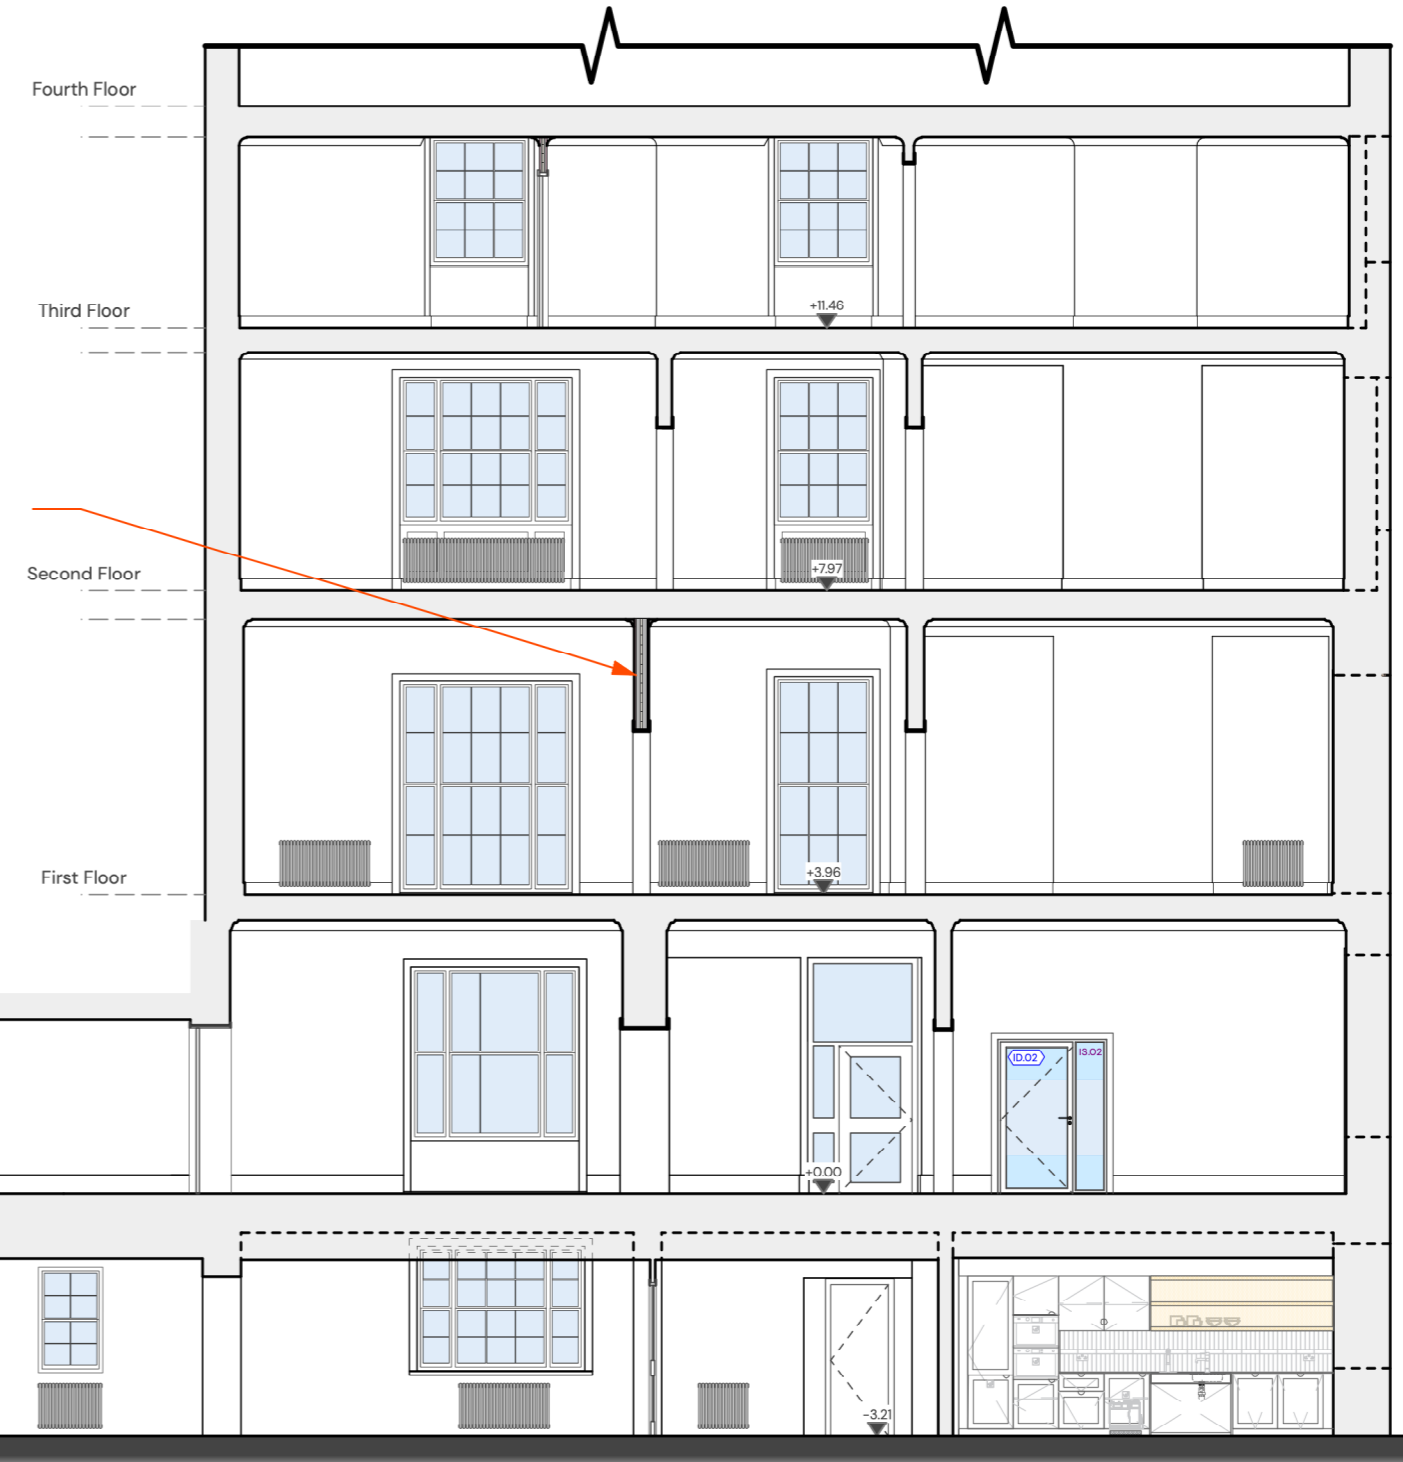 Fourth Floor
Third Floor
+11.46
Second Floor
+7.97
First Floor
+3.96
ID.02
IS.02
+0.00
-3.21